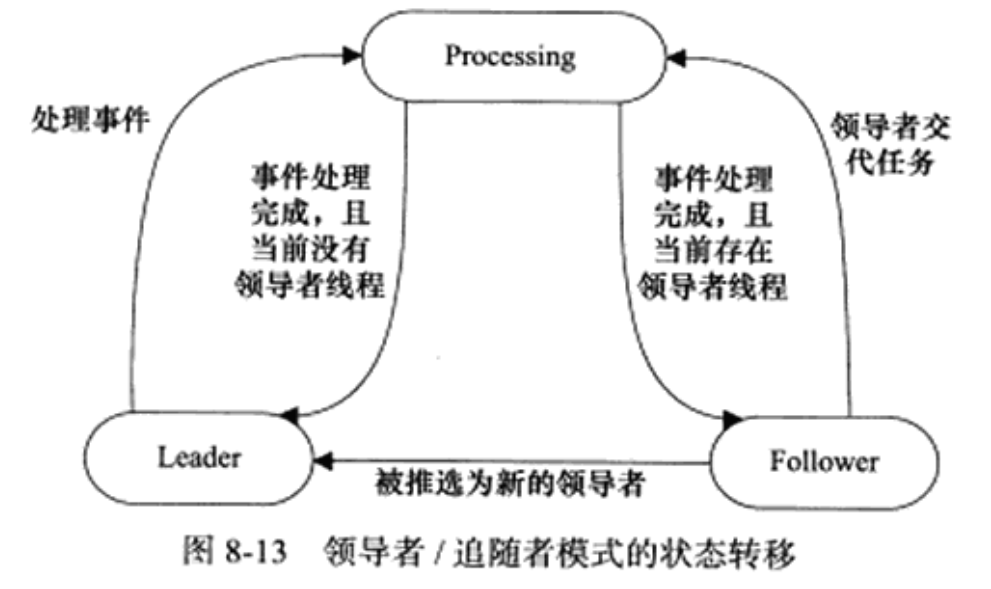 Processing
处理事件
事件处理
完成，且
当前没有
领导者线程
事件处理
完成，且
当前存在
领导者线程
领导者交
代任务
Leader
Follower
被推选为新的领导者
图 8-13 领导者 / 追随者模式的状态转移